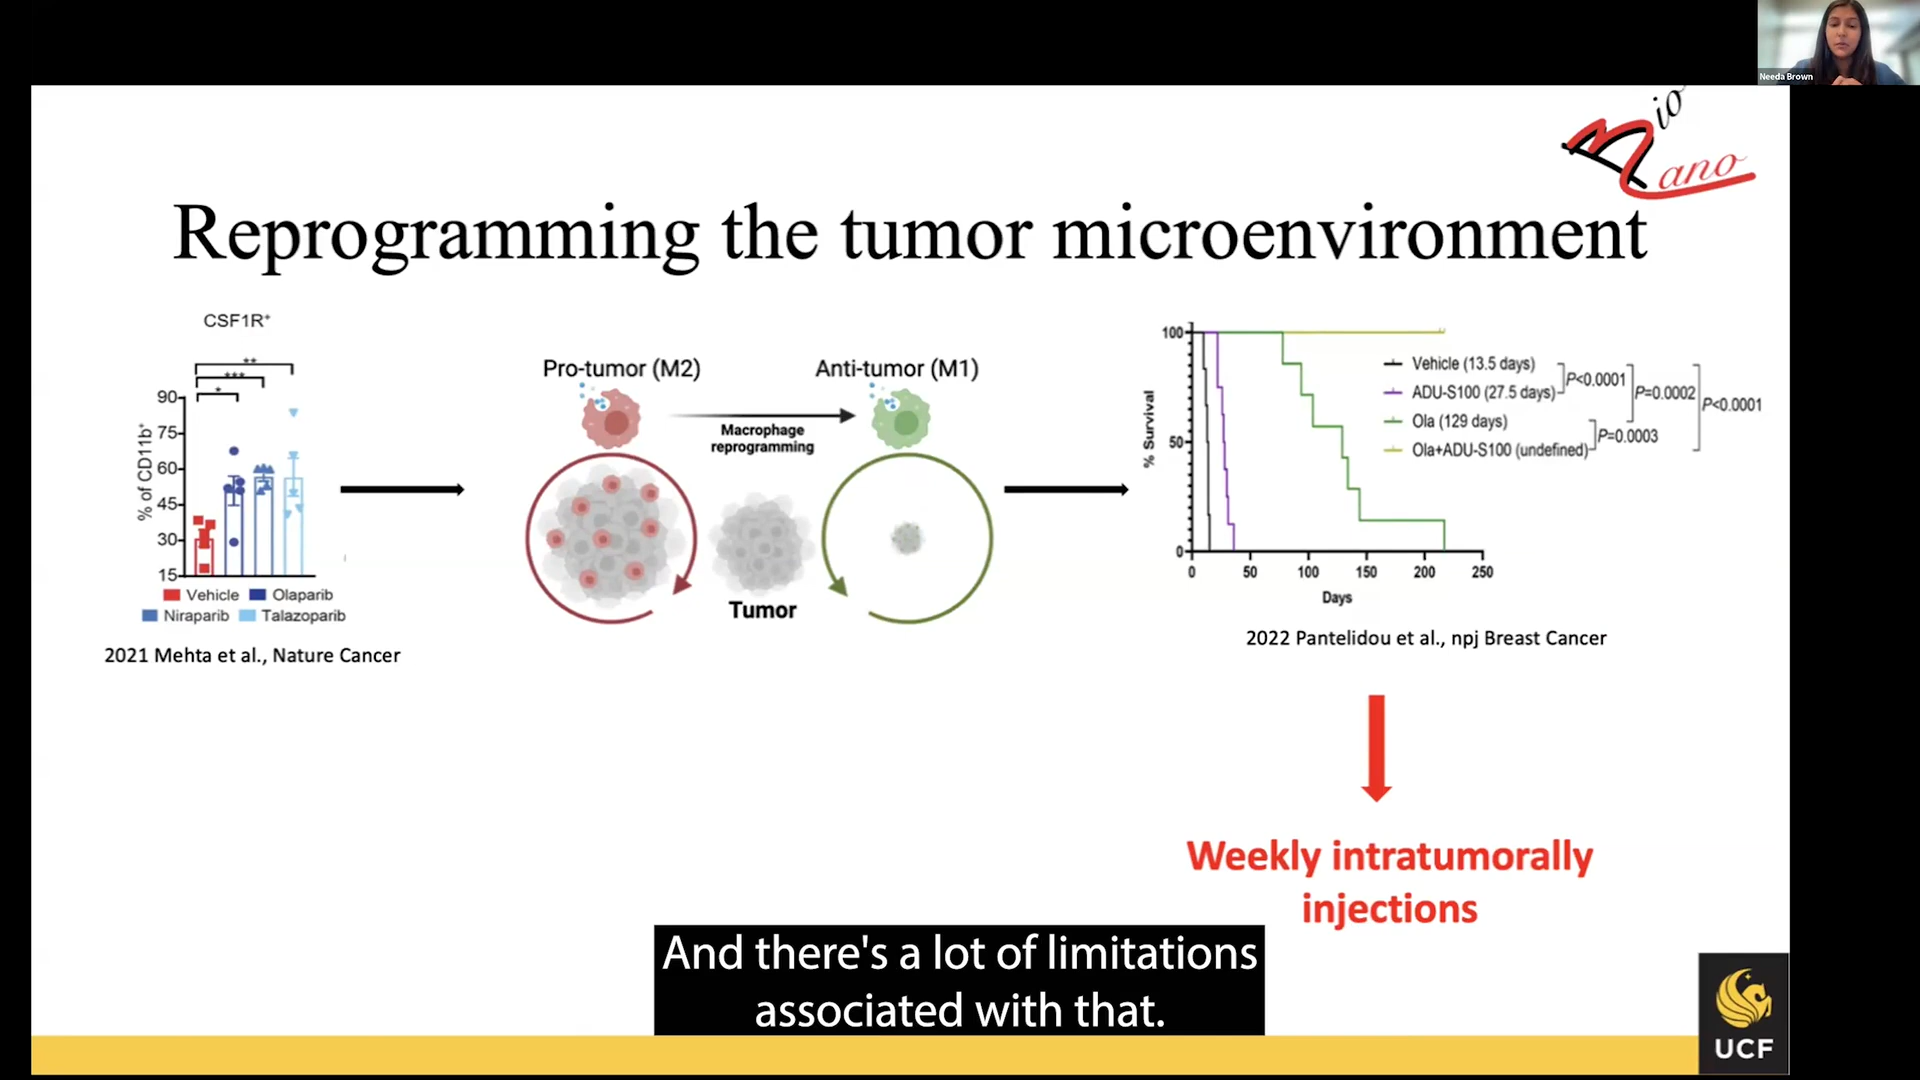 Needa Brown
io
ano
Reprogramming the tumor microenvironment
CSF1R+
**
***
*
90
75
60
45
30
15
% of CD11b+
Vehicle
Olaparib
Niraparib
Talazoparib
2021 Mehta et al., Nature Cancer
Pro-tumor (M2)
Anti-tumor (M1)
Macrophage
reprogramming
Tumor
100
50
0
% Survival
0 50 100 150 200 250
Days
Vehicle (13.5 days)
ADU-S100 (27.5 days)
Ola (129 days)
Ola+ADU-S100 (undefined)
P<0.0001
P=0.0002
P<0.0001
P=0.0003
2022 Pantelidou et al., npj Breast Cancer
Weekly intratumorally
injections
And there's a lot of limitations
associated with that.
UCF